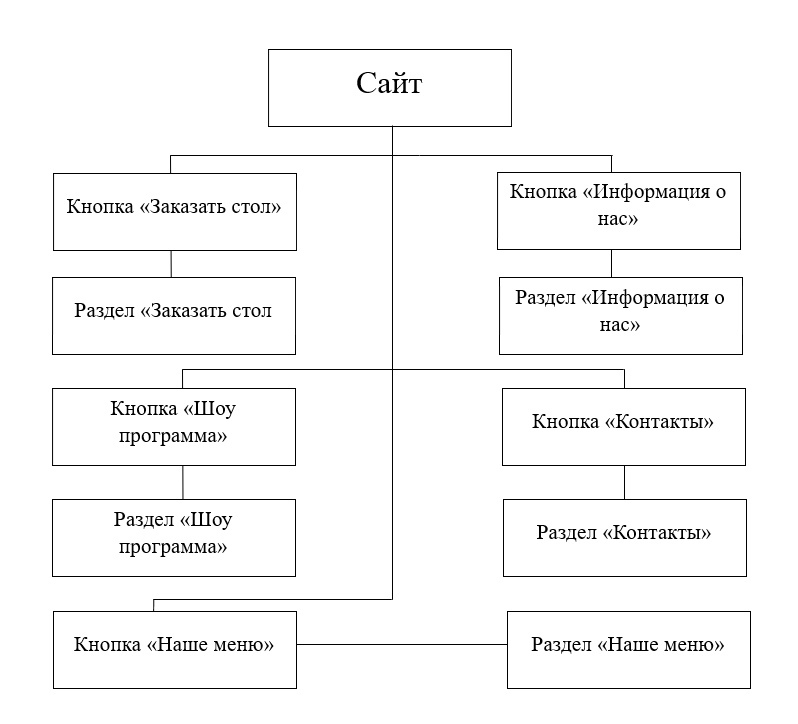 Сайт
Кнопка «Заказать стол»
Кнопка «Информация о
нас»
Раздел «Заказать стол
Раздел «Информация о
нас»
Кнопка «Шоу
программа»
Кнопка «Контакты»
Раздел «Шоу
программа»
Раздел «Контакты»
Кнопка «Наше меню»
Раздел «Наше меню»